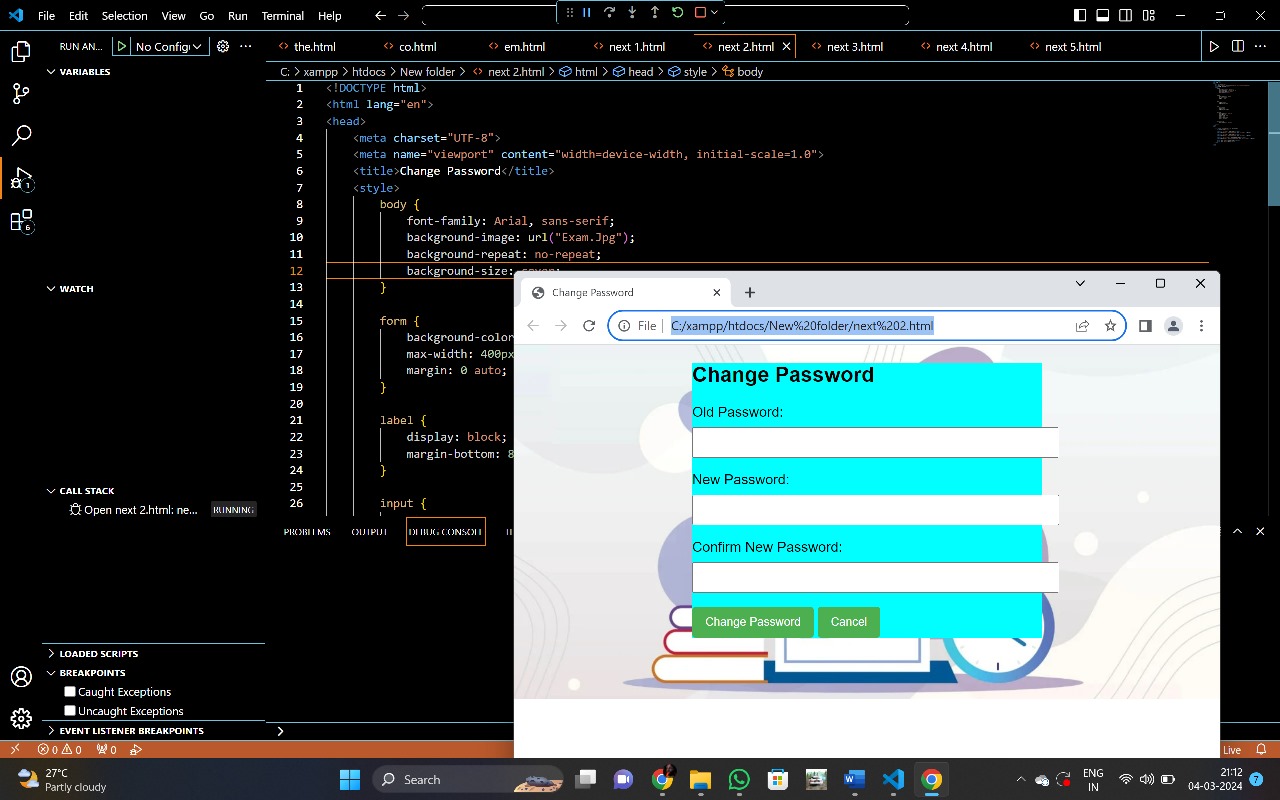 File Edit Selection View Go Run Terminal Help
RUN AN... No Config
the.html co.html em.html next 1.html next 2.html next 3.html next 4.html next 5.html
C: > xampp > htdocs > New folder > next 2.html > html > head > style > body
VARIABLES
WATCH
CALL STACK
Open next 2.html: ne... RUNNING
LOADED SCRIPTS
BREAKPOINTS
Caught Exceptions
Uncaught Exceptions
EVENT LISTENER BREAKPOINTS
1 <!DOCTYPE html>
2 <html lang="en">
3 <head>
4 <meta charset="UTF-8">
5 <meta name="viewport" content="width=device-width, initial-scale=1.0">
6 <title>Change Password</title>
7 <style>
8 body {
9 font-family: Arial, sans-serif;
10 background-image: url("Exam.Jpg");
11 background-repeat: no-repeat;
12 background-size: cover;
13 }
14
15 form {
16 background-color
17 max-width: 400px
18 margin: 0 auto;
19 }
20
21 label {
22 display: block;
23 margin-bottom: 8
24 }
25
26 input {
PROBLEMS OUTPUT DEBUG CONSOLE
Change Password
File C:/xampp/htdocs/New%20folder/next%202.html
Change Password
Old Password:
New Password:
Confirm New Password:
Change Password Cancel
0 0 0 Live
27°C
Partly cloudy
Search
ENG
IN
21:12
04-03-2024
7
1
6